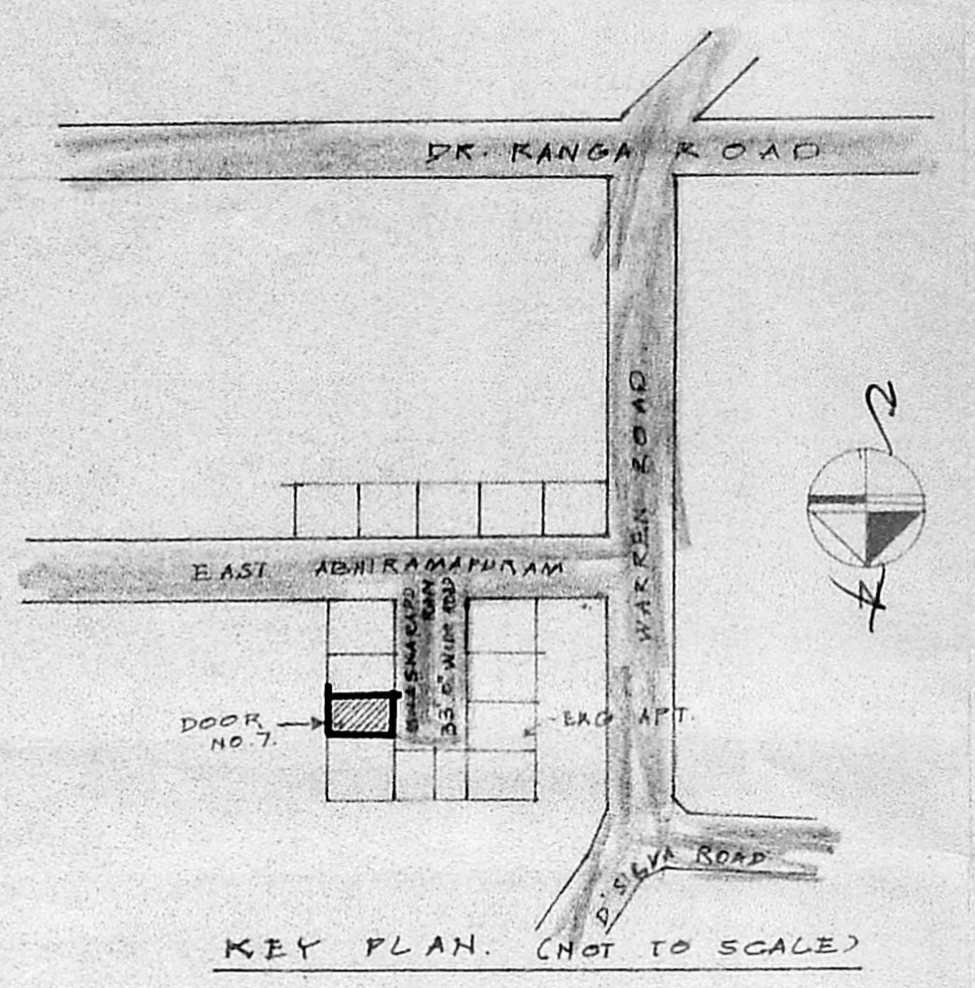 DR. RANGA ROAD
WARREN ROAD
EAST ABHIRAMAPURAM
33'0" WIDE ROAD
DOOR
NO. 7.
ERG APT.
D'SILVA ROAD
KEY PLAN. (NOT TO SCALE)